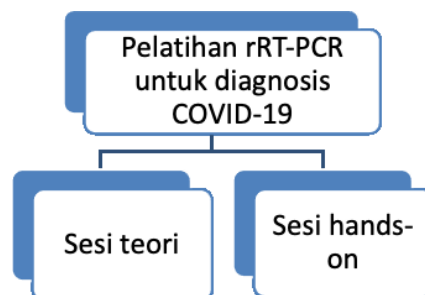 Pelatihan rRT-PCR
untuk diagnosis
COVID-19
Sesi teori
Sesi hands-
on